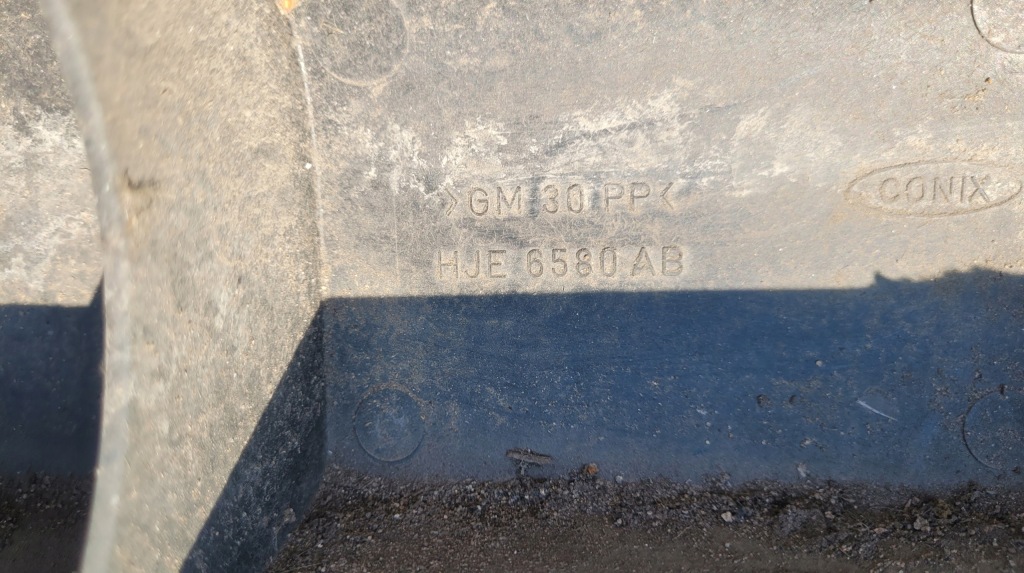 >GM 30 PP<
CONIX
HJE 6580 AB